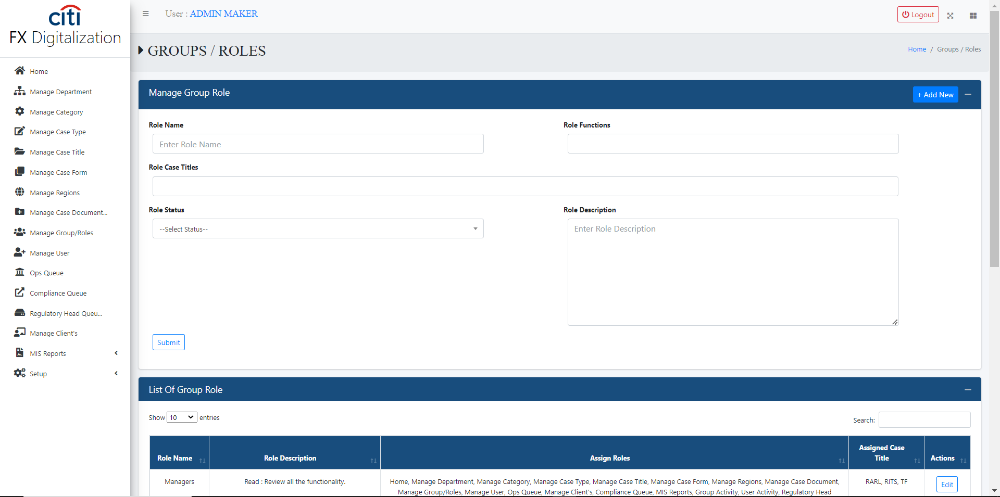 citi
FX Digitalization
User : ADMIN MAKER
Logout
GROUPS / ROLES
Home / Groups / Roles
Home
Manage Department
Manage Category
Manage Case Type
Manage Case Title
Manage Case Form
Manage Regions
Manage Case Document...
Manage Group/Roles
Manage User
Ops Queue
Compliance Queue
Regulatory Head Queu...
Manage Client's
MIS Reports
Setup
Manage Group Role
+ Add New
Role Name
Role Functions
Enter Role Name
Role Case Titles
Role Status
Role Description
--Select Status--
Enter Role Description
Submit
List Of Group Role
Show 10 entries
Search:
Role Name
Role Description
Assign Roles
Assigned Case
Title
Actions
Managers
Read : Review all the functionality.
Home, Manage Department, Manage Category, Manage Case Type, Manage Case Title, Manage Case Form, Manage Regions, Manage Case Document,
Manage Group/Roles, Manage User, Ops Queue, Manage Client's, Compliance Queue, MIS Reports, Group Activity, User Activity, Regulatory Head
RARL, RITS, TF
Edit